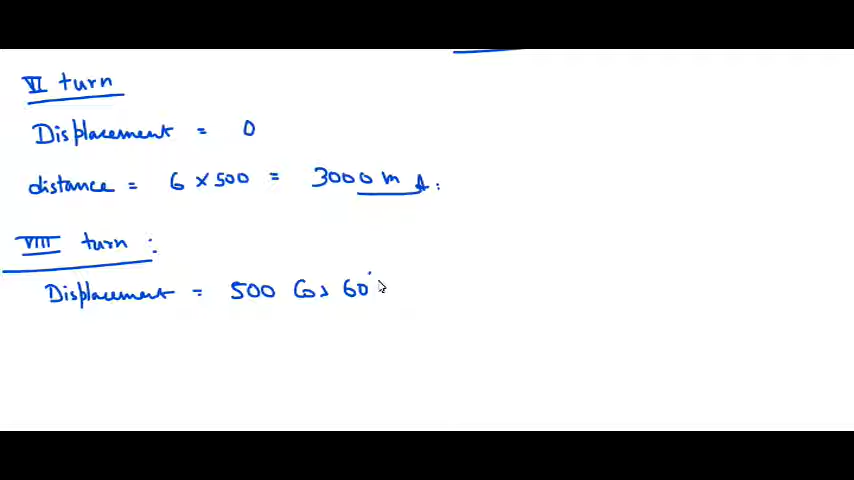 VI turn
Displacement = 0
distance = 6 × 500 = 3000 m
VIII turn :
Displacement = 500 Cos 60°